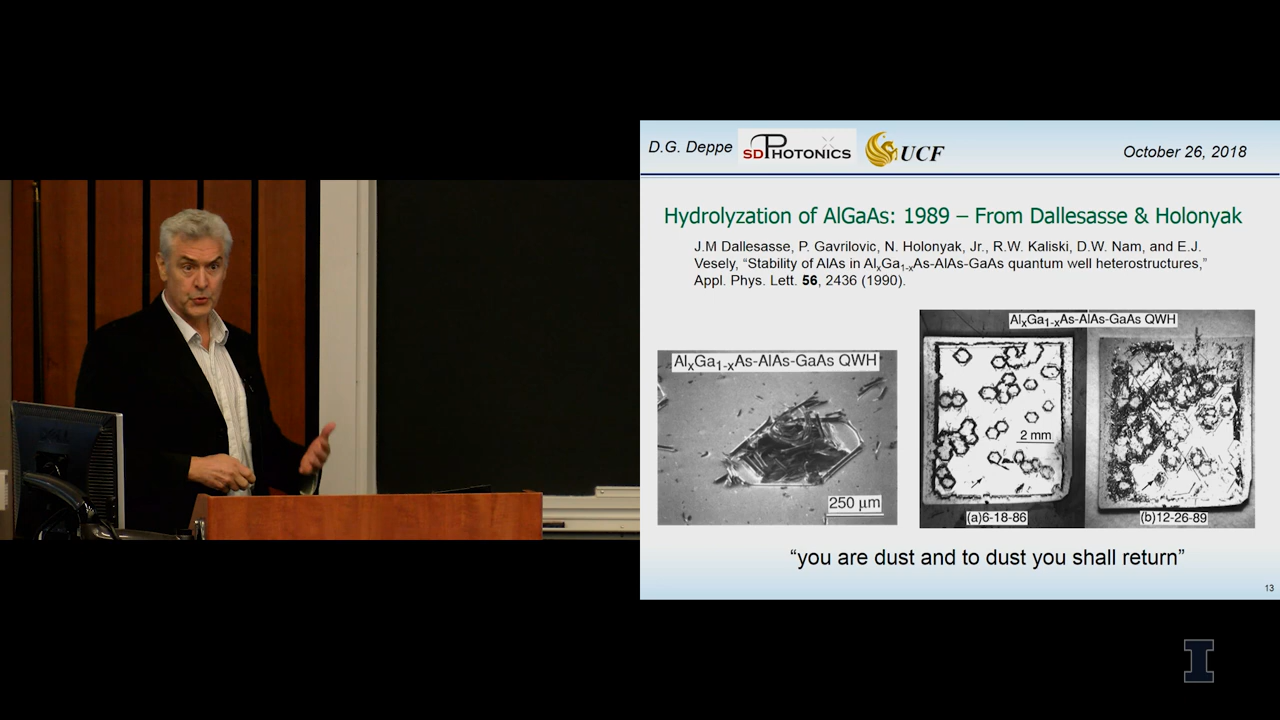 D.G. Deppe
SDPHOTONICS
UCF
October 26, 2018
Hydrolyzation of AlGaAs: 1989 – From Dallesasse & Holonyak
J.M Dallesasse, P. Gavrilovic, N. Holonyak, Jr., R.W. Kaliski, D.W. Nam, and E.J.
Vesely, “Stability of AlAs in AlxGa1-xAs-AlAs-GaAs quantum well heterostructures,”
Appl. Phys. Lett. 56, 2436 (1990).
AlxGa1-xAs-AlAs-GaAs QWH
250 μm
AlxGa1-xAs-AlAs-GaAs QWH
2 mm
(a)6-18-86
(b)12-26-89
“you are dust and to dust you shall return”
13
DELL
I